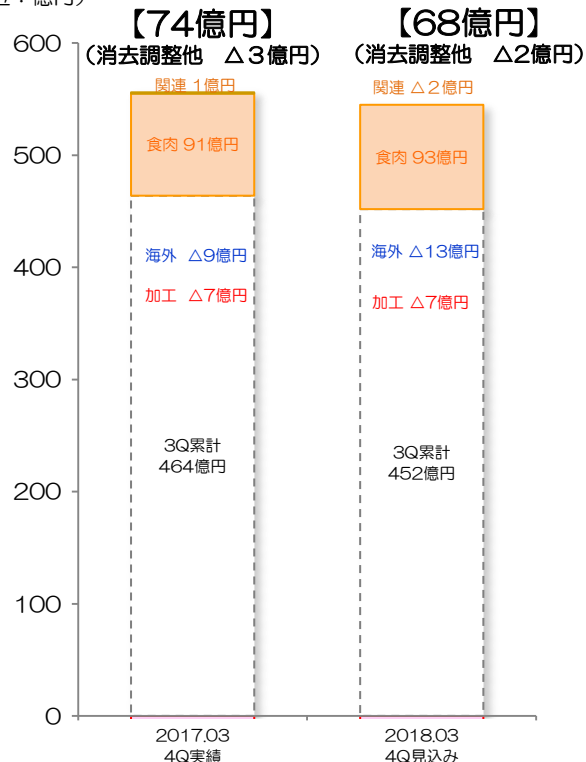 位：億円）
【74億円】
（消去調整他　△3億円）
【68億円】
（消去調整他　△2億円）
600
500
400
300
200
100
0
関連 1億円
食肉 91億円
海外　△9億円
加工　△7億円
3Q累計
464億円
関連 △2億円
食肉 93億円
海外 △13億円
加工 △7億円
3Q累計
452億円
2017.03
4Q実績
2018.03
4Q見込み